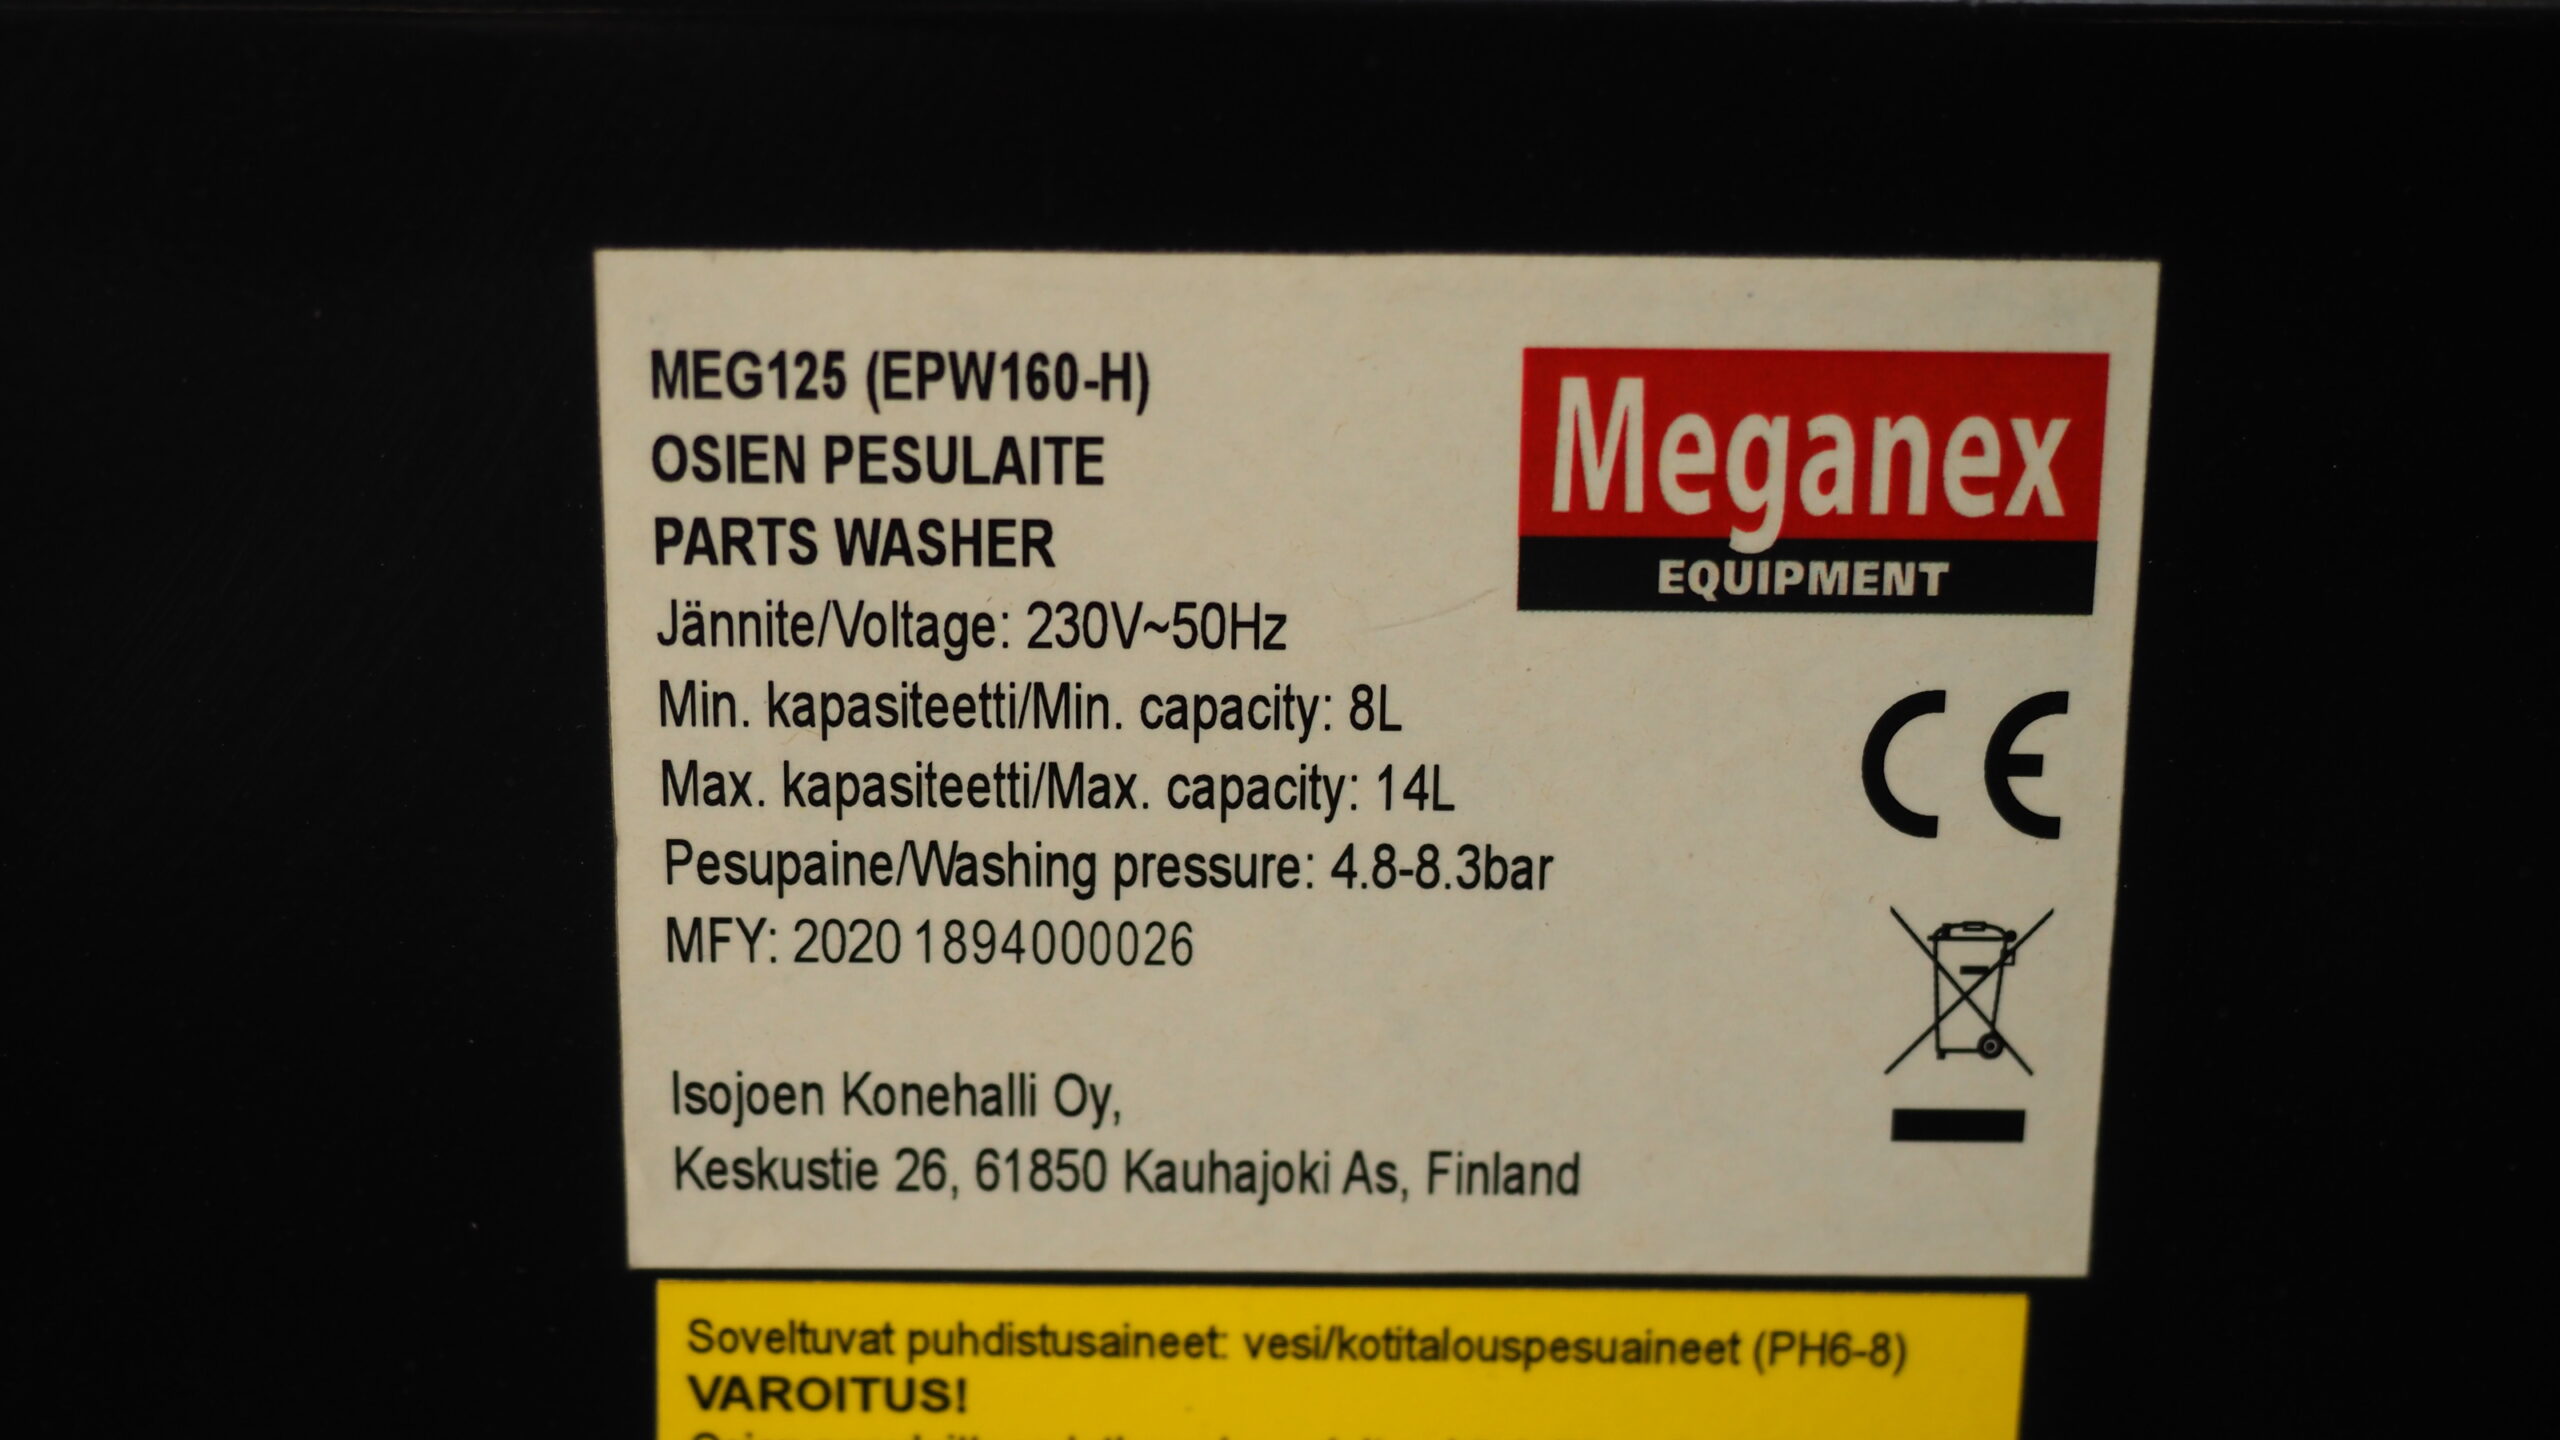 MEG125 (EPW160-H)
OSIEN PESULAITE
PARTS WASHER
Jännite/Voltage: 230V~50Hz
Min. kapasiteetti/Min. capacity: 8L
Max. kapasiteetti/Max. capacity: 14L
Pesupaine/Washing pressure: 4.8-8.3bar
MFY: 2020 1894000026
Isojoen Konehalli Oy,
Keskustie 26, 61850 Kauhajoki As, Finland
Meganex
EQUIPMENT
CE
Soveltuvat puhdistusaineet: vesi/kotitalouspesuaineet (PH6-8)
VAROITUS!